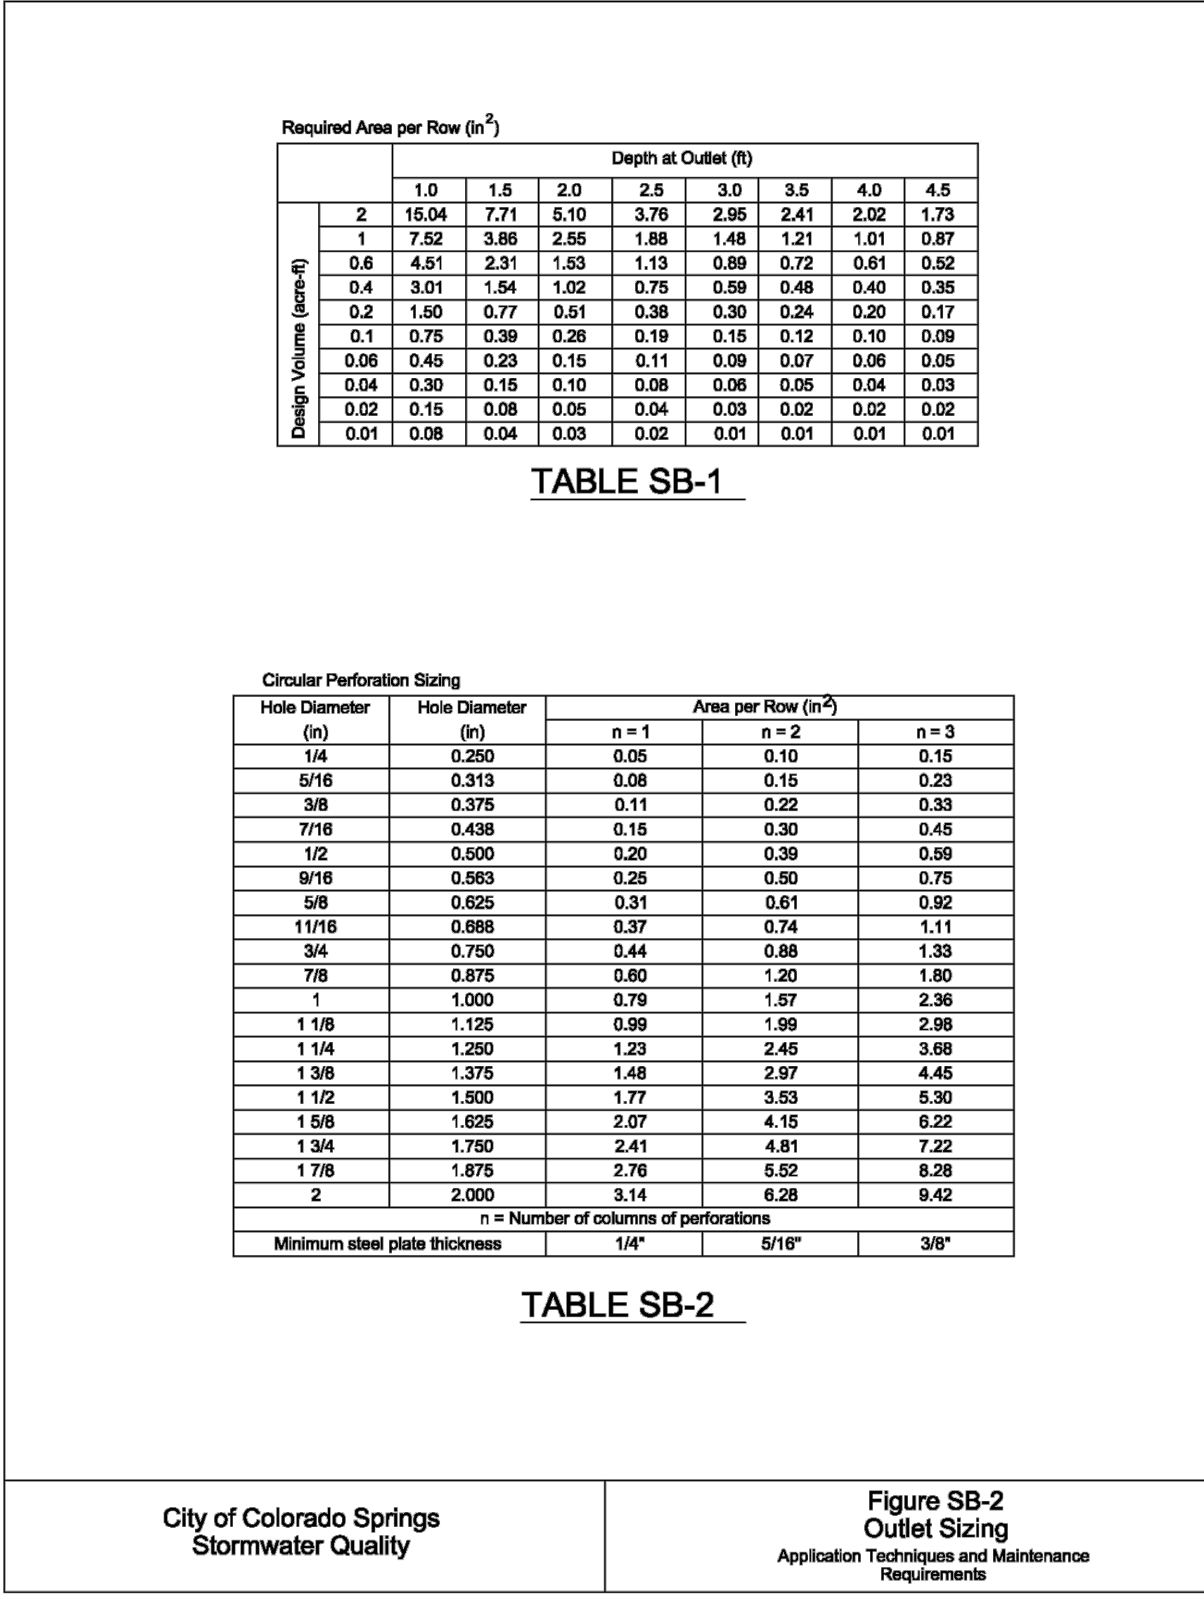 Required Area per Row (in2)
Depth at Outlet (ft)
1.0 1.5 2.0 2.5 3.0 3.5 4.0 4.5
Design Volume (acre-ft)
2 15.04 7.71 5.10 3.76 2.95 2.41 2.02 1.73
1 7.52 3.86 2.55 1.88 1.48 1.21 1.01 0.87
0.6 4.51 2.31 1.53 1.13 0.89 0.72 0.61 0.52
0.4 3.01 1.54 1.02 0.75 0.59 0.48 0.40 0.35
0.2 1.50 0.77 0.51 0.38 0.30 0.24 0.20 0.17
0.1 0.75 0.39 0.26 0.19 0.15 0.12 0.10 0.09
0.06 0.45 0.23 0.15 0.11 0.09 0.07 0.06 0.05
0.04 0.30 0.15 0.10 0.08 0.06 0.05 0.04 0.03
0.02 0.15 0.08 0.05 0.04 0.03 0.02 0.02 0.02
0.01 0.08 0.04 0.03 0.02 0.01 0.01 0.01 0.01
TABLE SB-1
Circular Perforation Sizing
Hole Diameter Hole Diameter Area per Row (in2)
(in) (in) n = 1 n = 2 n = 3
1/4 0.250 0.05 0.10 0.15
5/16 0.313 0.08 0.15 0.23
3/8 0.375 0.11 0.22 0.33
7/16 0.438 0.15 0.30 0.45
1/2 0.500 0.20 0.39 0.59
9/16 0.563 0.25 0.50 0.75
5/8 0.625 0.31 0.61 0.92
11/16 0.688 0.37 0.74 1.11
3/4 0.750 0.44 0.88 1.33
7/8 0.875 0.60 1.20 1.80
1 1.000 0.79 1.57 2.36
1 1/8 1.125 0.99 1.99 2.98
1 1/4 1.250 1.23 2.45 3.68
1 3/8 1.375 1.48 2.97 4.45
1 1/2 1.500 1.77 3.53 5.30
1 5/8 1.625 2.07 4.15 6.22
1 3/4 1.750 2.41 4.81 7.22
1 7/8 1.875 2.76 5.52 8.28
2 2.000 3.14 6.28 9.42
n = Number of columns of perforations
Minimum steel plate thickness 1/4" 5/16" 3/8"
TABLE SB-2
City of Colorado Springs
Stormwater Quality
Figure SB-2
Outlet Sizing
Application Techniques and Maintenance
Requirements